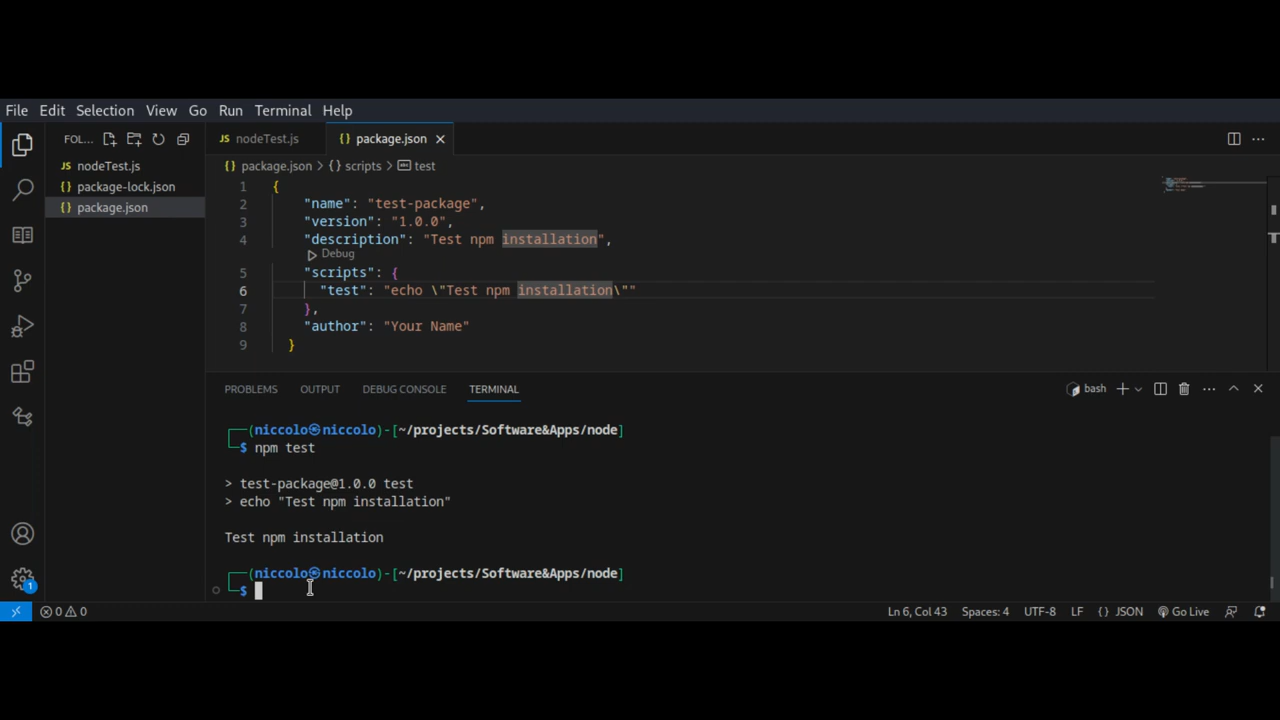 File Edit Selection View Go Run Terminal Help
FOL...
JS nodeTest.js
{} package-lock.json
{} package.json
JS nodeTest.js {} package.json
{} package.json > {} scripts > abc test
1 {
2 "name": "test-package",
3 "version": "1.0.0",
4 "description": "Test npm installation",
Debug
5 "scripts": {
6 "test": "echo \"Test npm installation\""
7 },
8 "author": "Your Name"
9 }
PROBLEMS OUTPUT DEBUG CONSOLE TERMINAL
bash
┌──(niccolo㉿niccolo)-[~/projects/Software&Apps/node]
└─$ npm test
> test-package@1.0.0 test
> echo "Test npm installation"
Test npm installation
┌──(niccolo㉿niccolo)-[~/projects/Software&Apps/node]
└─$
1
0 0
Ln 6, Col 43 Spaces: 4 UTF-8 LF {} JSON Go Live